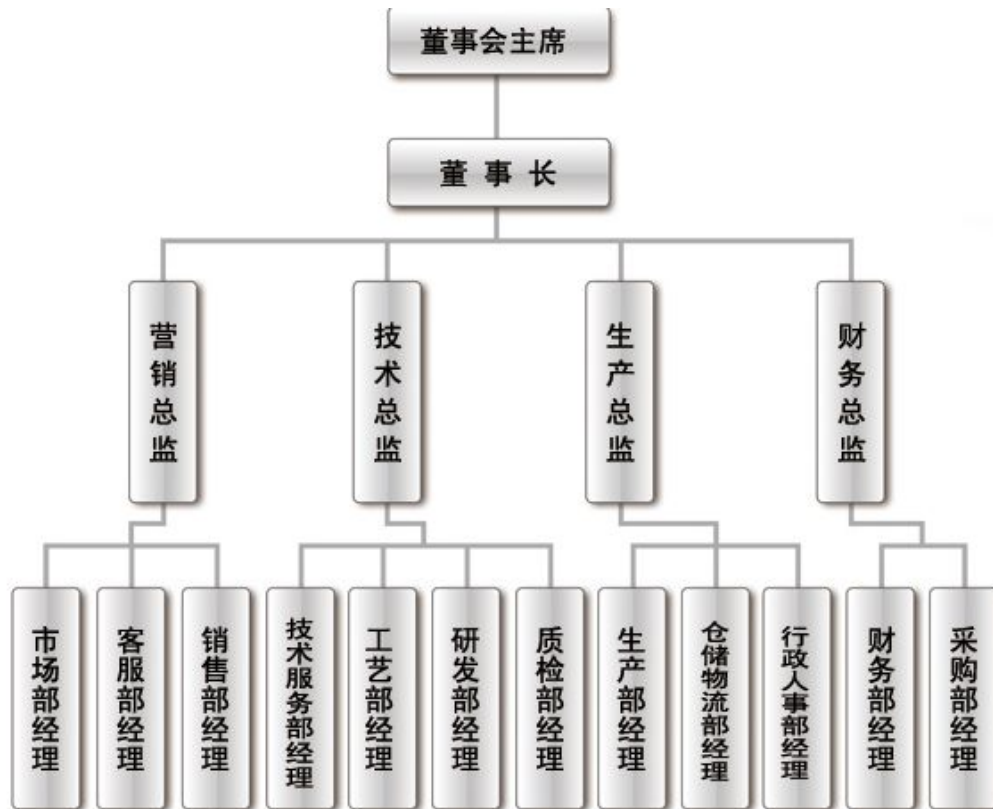 董事会主席
董事长
营销总监
技术总监
生产总监
财务总监
市场部经理
客服部经理
销售部经理
技术服务部经理
工艺部经理
研发部经理
质检部经理
生产部经理
仓储物流部经理
行政人事部经理
财务部经理
采购部经理